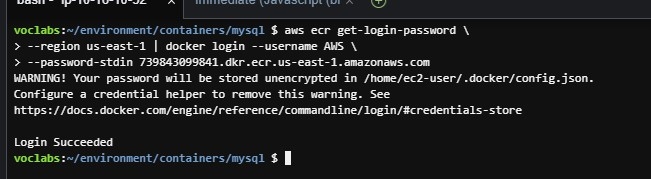 bash - "ip-10-16-10-52"
Immediate (Javascript (br
voclabs:~/environment/containers/mysql $ aws ecr get-login-password \
> --region us-east-1 | docker login --username AWS \
> --password-stdin 739843099841.dkr.ecr.us-east-1.amazonaws.com
WARNING! Your password will be stored unencrypted in /home/ec2-user/.docker/config.json.
Configure a credential helper to remove this warning. See
https://docs.docker.com/engine/reference/commandline/login/#credentials-store
Login Succeeded
voclabs:~/environment/containers/mysql $